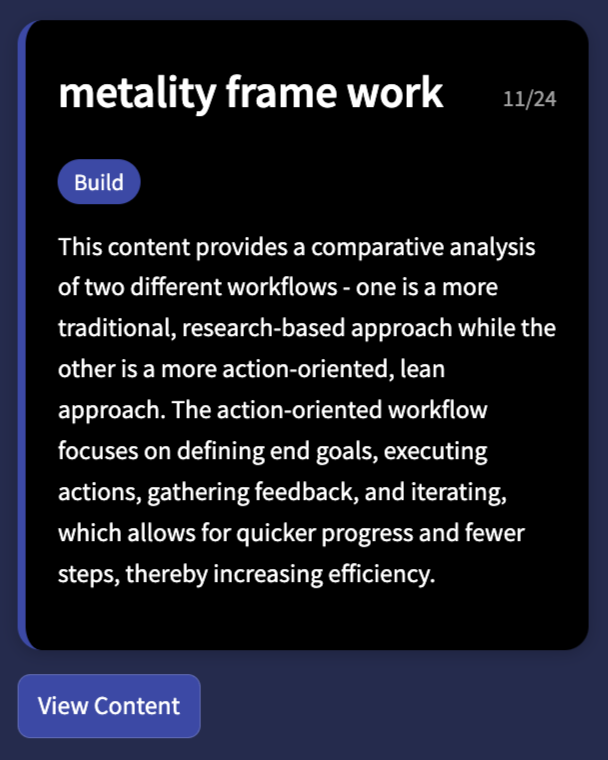 metality frame work
11/24
Build
This content provides a comparative analysis
of two different workflows - one is a more
traditional, research-based approach while the
other is a more action-oriented, lean
approach. The action-oriented workflow
focuses on defining end goals, executing
actions, gathering feedback, and iterating,
which allows for quicker progress and fewer
steps, thereby increasing efficiency.
View Content